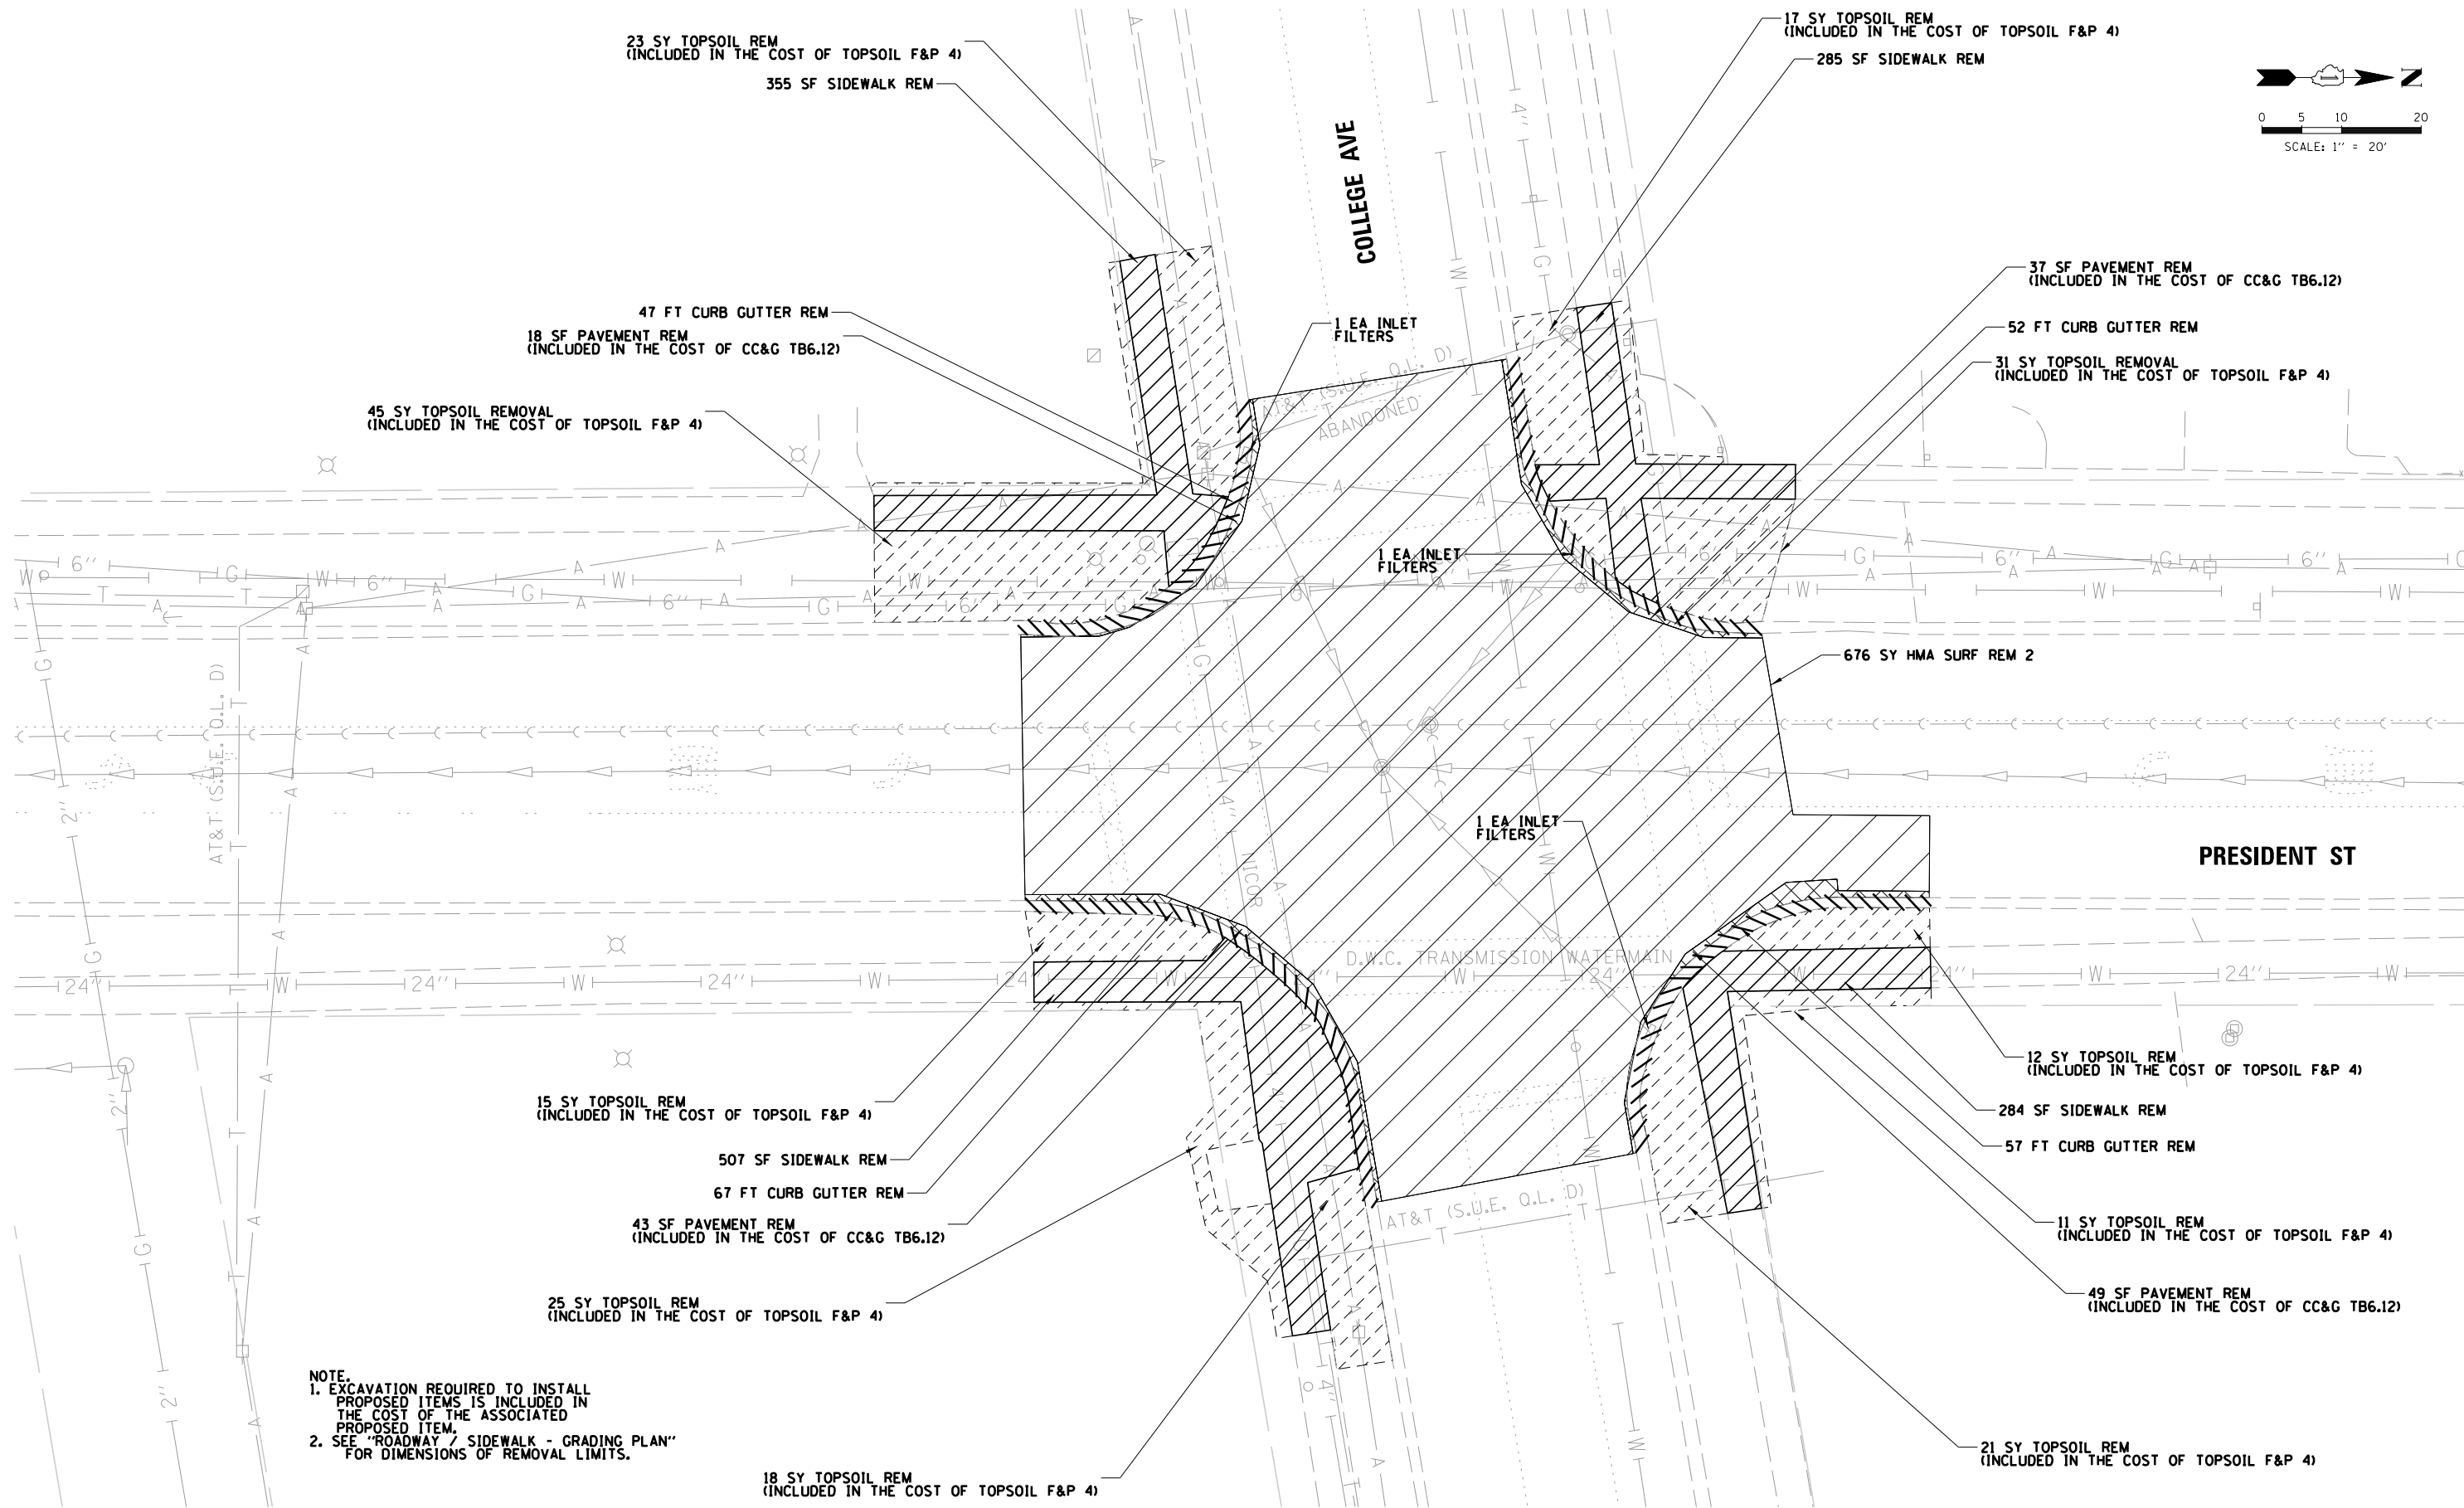 23 SY TOPSOIL REM
(INCLUDED IN THE COST OF TOPSOIL F&P 4)
355 SF SIDEWALK REM
17 SY TOPSOIL REM
(INCLUDED IN THE COST OF TOPSOIL F&P 4)
285 SF SIDEWALK REM
N
0 5 10 20
SCALE: 1'' = 20'
COLLEGE AVE
47 FT CURB GUTTER REM
18 SF PAVEMENT REM
(INCLUDED IN THE COST OF CC&G TB6.12)
1 EA INLET
FILTERS
37 SF PAVEMENT REM
(INCLUDED IN THE COST OF CC&G TB6.12)
52 FT CURB GUTTER REM
31 SY TOPSOIL REMOVAL
(INCLUDED IN THE COST OF TOPSOIL F&P 4)
45 SY TOPSOIL REMOVAL
(INCLUDED IN THE COST OF TOPSOIL F&P 4)
AT&T (S.U.E. Q.L. D)
ABANDONED
1 EA INLET
FILTERS
676 SY HMA SURF REM 2
AT&T (S.U.E. Q.L. D)
1 EA INLET
FILTERS
NICOR
PRESIDENT ST
D.W.C. TRANSMISSION WATERMAIN
24'' W 24'' W 24'' W 24'' W
15 SY TOPSOIL REM
(INCLUDED IN THE COST OF TOPSOIL F&P 4)
507 SF SIDEWALK REM
67 FT CURB GUTTER REM
43 SF PAVEMENT REM
(INCLUDED IN THE COST OF CC&G TB6.12)
25 SY TOPSOIL REM
(INCLUDED IN THE COST OF TOPSOIL F&P 4)
AT&T (S.U.E. Q.L. D)
12 SY TOPSOIL REM
(INCLUDED IN THE COST OF TOPSOIL F&P 4)
284 SF SIDEWALK REM
57 FT CURB GUTTER REM
11 SY TOPSOIL REM
(INCLUDED IN THE COST OF TOPSOIL F&P 4)
49 SF PAVEMENT REM
(INCLUDED IN THE COST OF CC&G TB6.12)
21 SY TOPSOIL REM
(INCLUDED IN THE COST OF TOPSOIL F&P 4)
NOTE.
1. EXCAVATION REQUIRED TO INSTALL
PROPOSED ITEMS IS INCLUDED IN
THE COST OF THE ASSOCIATED
PROPOSED ITEM.
2. SEE "ROADWAY / SIDEWALK - GRADING PLAN"
FOR DIMENSIONS OF REMOVAL LIMITS.
18 SY TOPSOIL REM
(INCLUDED IN THE COST OF TOPSOIL F&P 4)